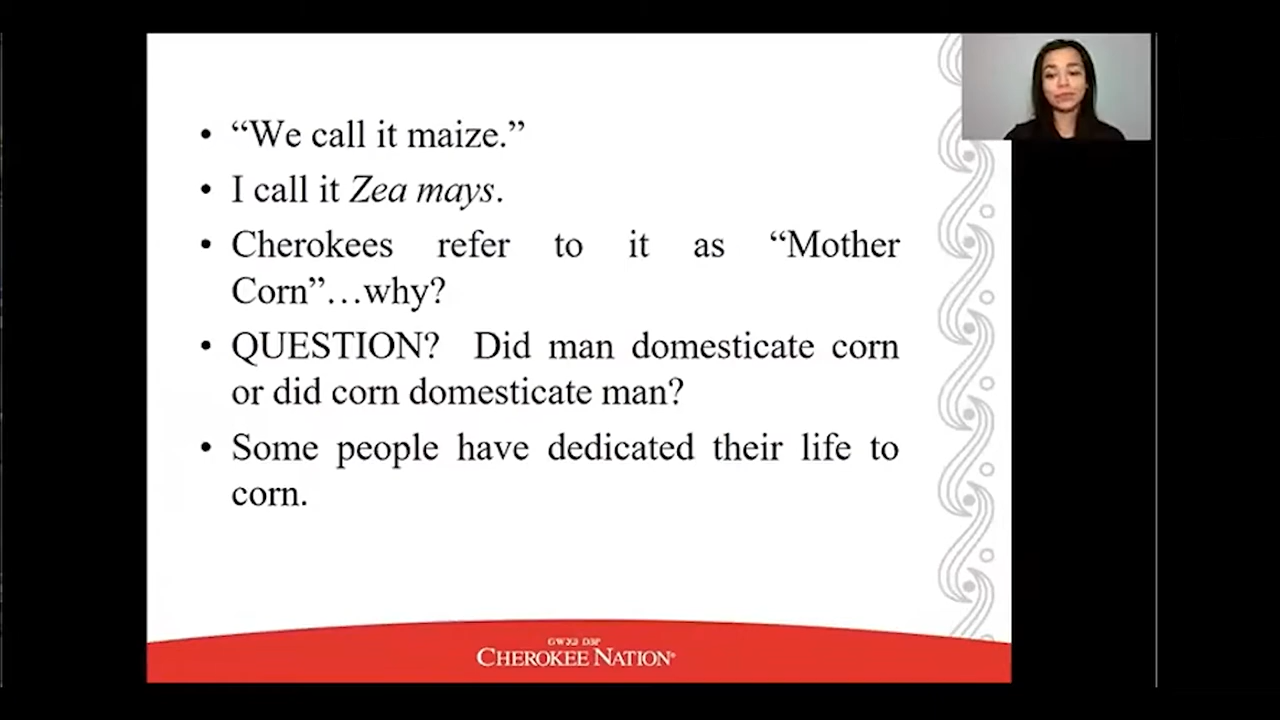 • “We call it maize.”
• I call it Zea mays.
• Cherokees refer to it as “Mother
Corn”…why?
• QUESTION? Did man domesticate corn
or did corn domesticate man?
• Some people have dedicated their life to
corn.
CHEROKEE NATION®